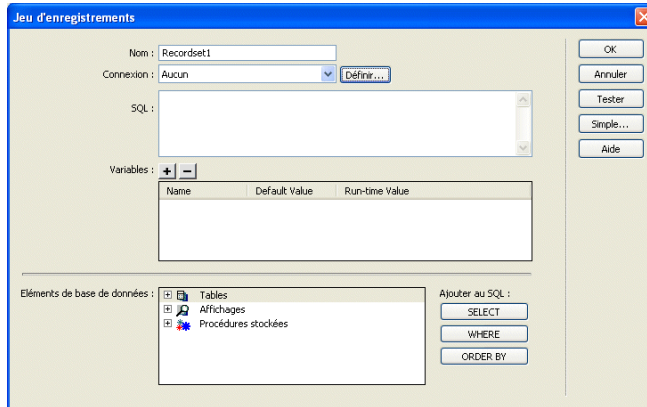 Jeu d'enregistrements
Nom : Recordset1
OK
Connexion : Aucun Définir...
Annuler
SQL :
Tester
Simple...
Aide
Variables : + −
Name Default Value Run-time Value
Eléments de base de données :
Tables
Affichages
Procédures stockées
Ajouter au SQL :
SELECT
WHERE
ORDER BY